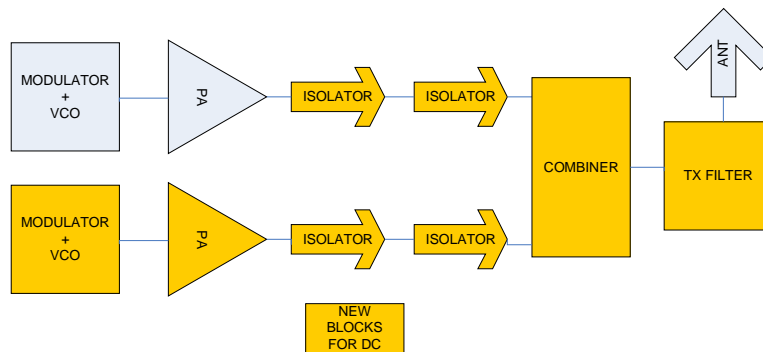 MODULATOR
+
VCO
PA
ISOLATOR
ISOLATOR
COMBINER
TX FILTER
ANT
MODULATOR
+
VCO
PA
ISOLATOR
ISOLATOR
NEW
BLOCKS
FOR DC